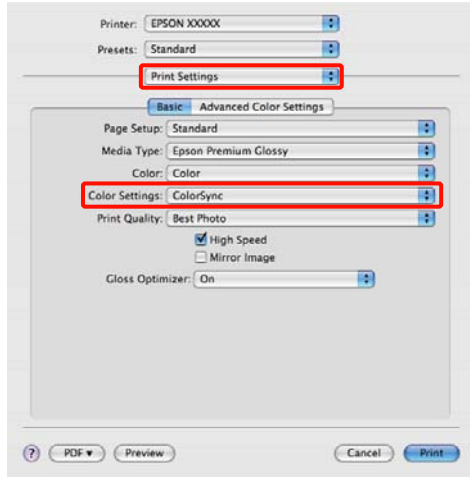 Printer: EPSON XXXXX
Presets: Standard
Print Settings
Basic Advanced Color Settings
Page Setup: Standard
Media Type: Epson Premium Glossy
Color: Color
Color Settings: ColorSync
Print Quality: Best Photo
High Speed
Mirror Image
Gloss Optimizer: On
? PDF ▼ Preview Cancel Print